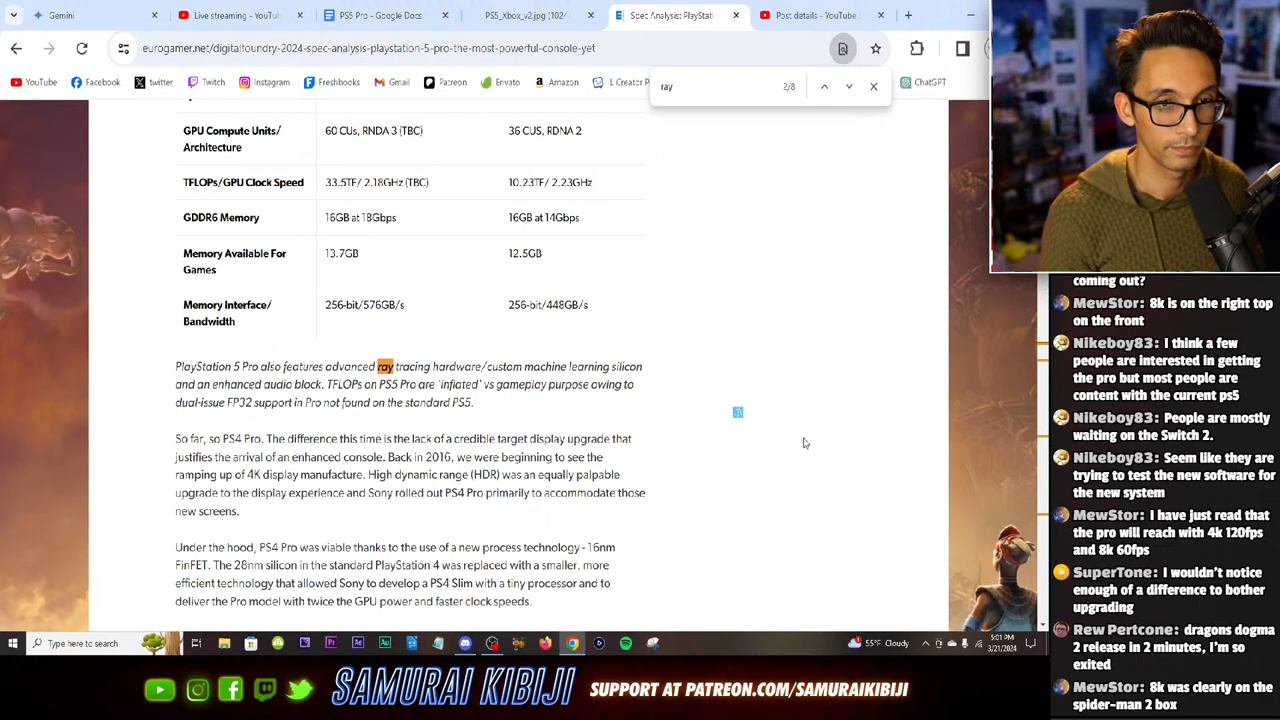 Live streaming - YouTu
PS5 Pro - Google Docs
PS5_Xbox_v2.jpg (102
Spec Analysis: PlayStatio
Post details - YouTube
eurogamer.net/digitalfoundry-2024-spec-analysis-playstation-5-pro-the-most-powerful-console-yet
YouTube Facebook twitter Twitch Instagram Freshbooks Gmail Patreon Envato Amazon L Creator P ChatGPT
ray 2/8
GPU Compute Units/ 60 CUs, RNDA 3 (TBC) 36 CUS, RDNA 2
Architecture
TFLOPs/GPU Clock Speed 33.5TF/ 2.18GHz (TBC) 10.23TF/ 2.23GHz
GDDR6 Memory 16GB at 18Gbps 16GB at 14Gbps
Memory Available For 13.7GB 12.5GB
Games
Memory Interface/ 256-bit/576GB/s 256-bit/448GB/s
Bandwidth
PlayStation 5 Pro also features advanced ray tracing hardware/custom machine learning silicon
and an enhanced audio block. TFLOPs on PS5 Pro are 'inflated' vs gameplay purpose owing to
dual-issue FP32 support in Pro not found on the standard PS5.
So far, so PS4 Pro. The difference this time is the lack of a credible target display upgrade that
justifies the arrival of an enhanced console. Back in 2016, we were beginning to see the
ramping up of 4K display manufacture. High dynamic range (HDR) was an equally palpable
upgrade to the display experience and Sony rolled out PS4 Pro primarily to accommodate those
new screens.
Under the hood, PS4 Pro was viable thanks to the use of a new process technology - 16nm
FinFET. The 28nm silicon in the standard PlayStation 4 was replaced with a smaller, more
efficient technology that allowed Sony to design a PS4 Slim with a tiny processor and to
deliver the Pro model with twice the GPU power and faster clock speeds.
coming out?
MewStor: 8k is on the right top
on the front
Nikeboy83: I think a few
people are interested in getting
the pro but most people are
content with the current ps5
Nikeboy83: People are mostly
waiting on the Switch 2.
Nikeboy83: Seem like they are
trying to test the new software for
the new system
MewStor: I have just read that
the pro will reach with 4k 120fps
and 8k 60fps
SuperTone: I wouldn't notice
enough of a difference to bother
upgrading
Rew Pertcone: dragons dogma
2 release in 2 minutes, I'm so
exited
MewStor: 8k was clearly on the
spider-man 2 box
Type here to search
55°F Cloudy
5:01 PM
3/21/2024
SAMURAI KIBIJI
SUPPORT AT PATREON.COM/SAMURAIKIBIJI